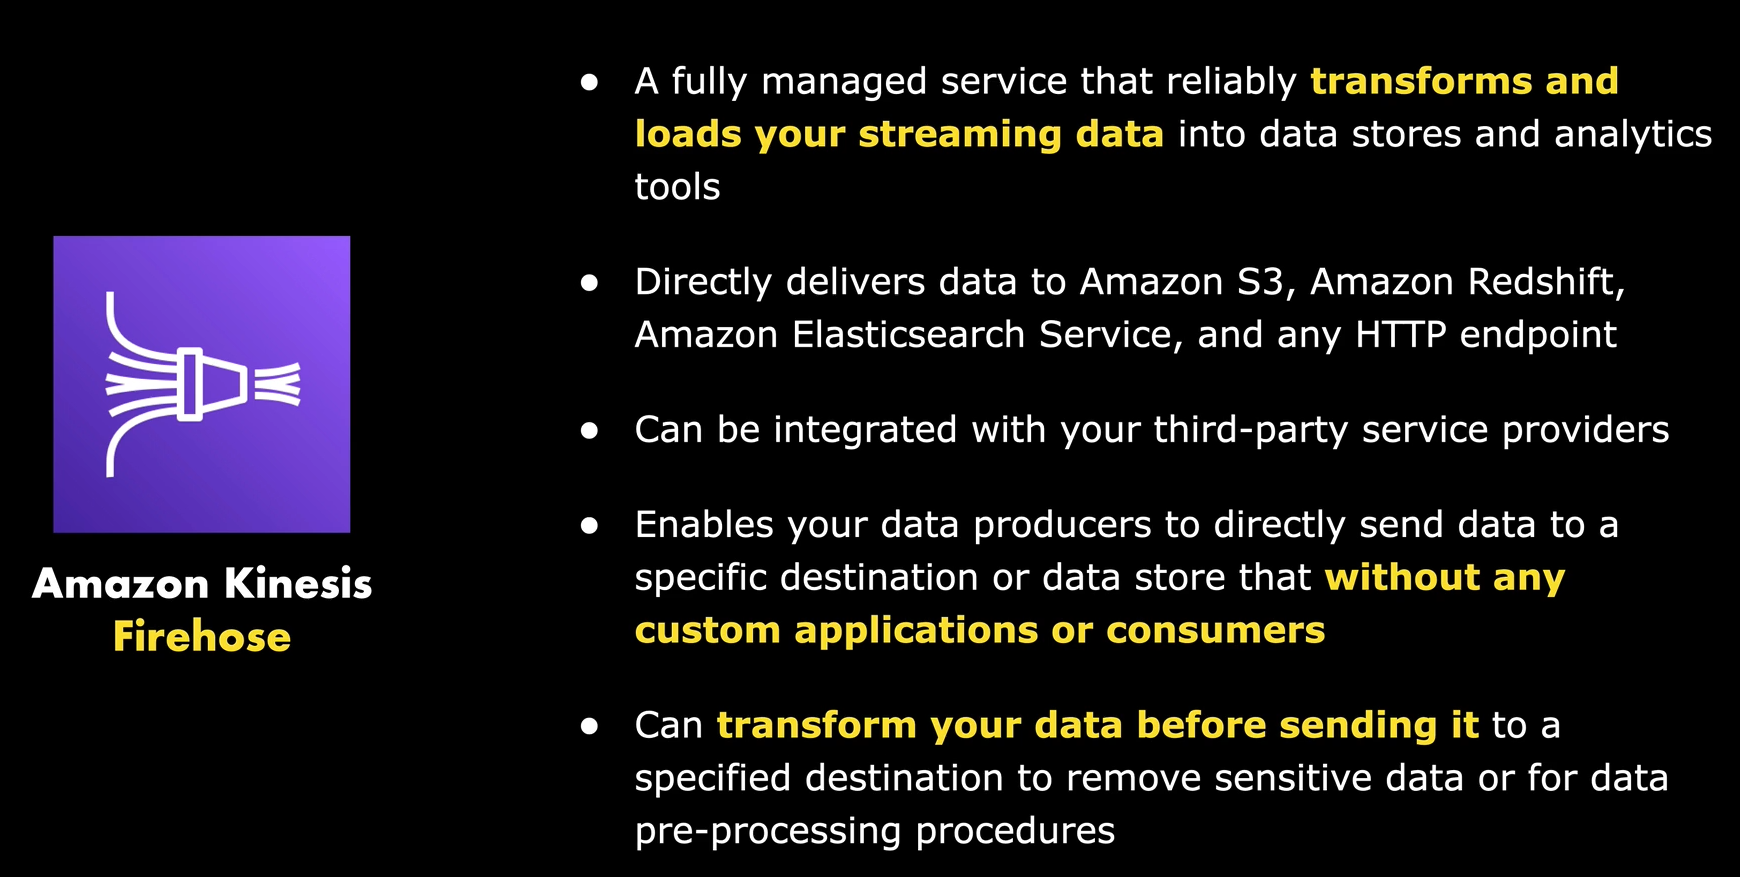 ● A fully managed service that reliably transforms and
loads your streaming data into data stores and analytics
tools
● Directly delivers data to Amazon S3, Amazon Redshift,
Amazon Elasticsearch Service, and any HTTP endpoint
● Can be integrated with your third-party service providers
● Enables your data producers to directly send data to a
specific destination or data store that without any
custom applications or consumers
● Can transform your data before sending it to a
specified destination to remove sensitive data or for data
pre-processing procedures
Amazon Kinesis
Firehose